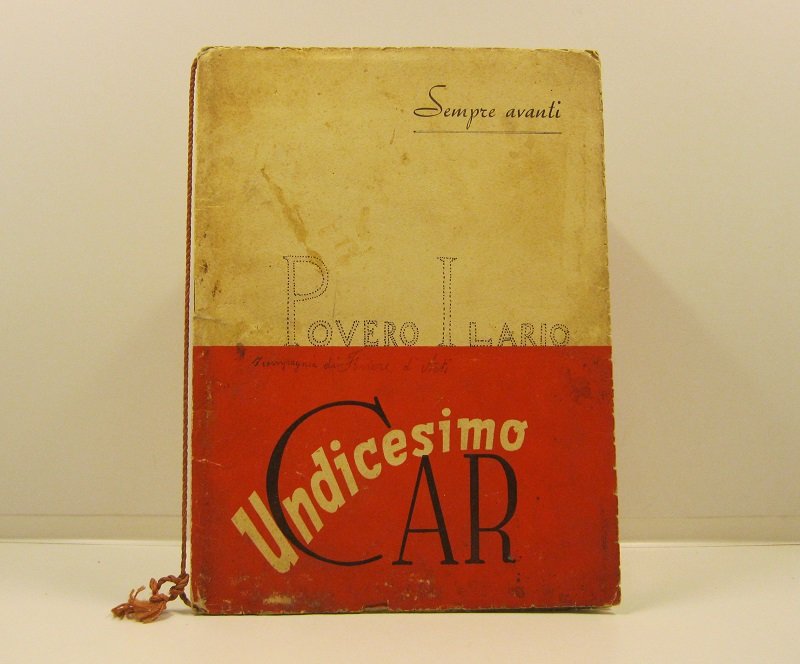 Sempre avanti
POVERO ILARIO
Undicesimo
CAR